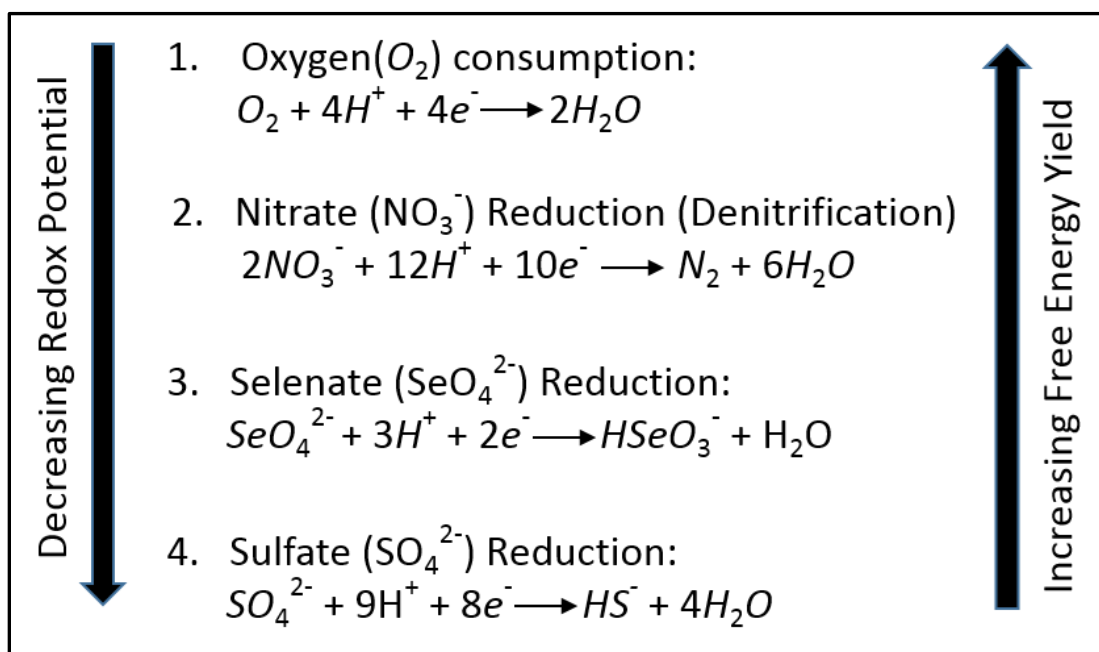 Decreasing Redox Potential
1. Oxygen(O₂) consumption:
O₂ + 4H⁺ + 4e⁻ ⟶ 2H₂O
2. Nitrate (NO₃⁻) Reduction (Denitrification)
2NO₃⁻ + 12H⁺ + 10e⁻ ⟶ N₂ + 6H₂O
3. Selenate (SeO₄²⁻) Reduction:
SeO₄²⁻ + 3H⁺ + 2e⁻ ⟶ HSeO₃⁻ + H₂O
4. Sulfate (SO₄²⁻) Reduction:
SO₄²⁻ + 9H⁺ + 8e⁻ ⟶ HS⁻ + 4H₂O
Increasing Free Energy Yield